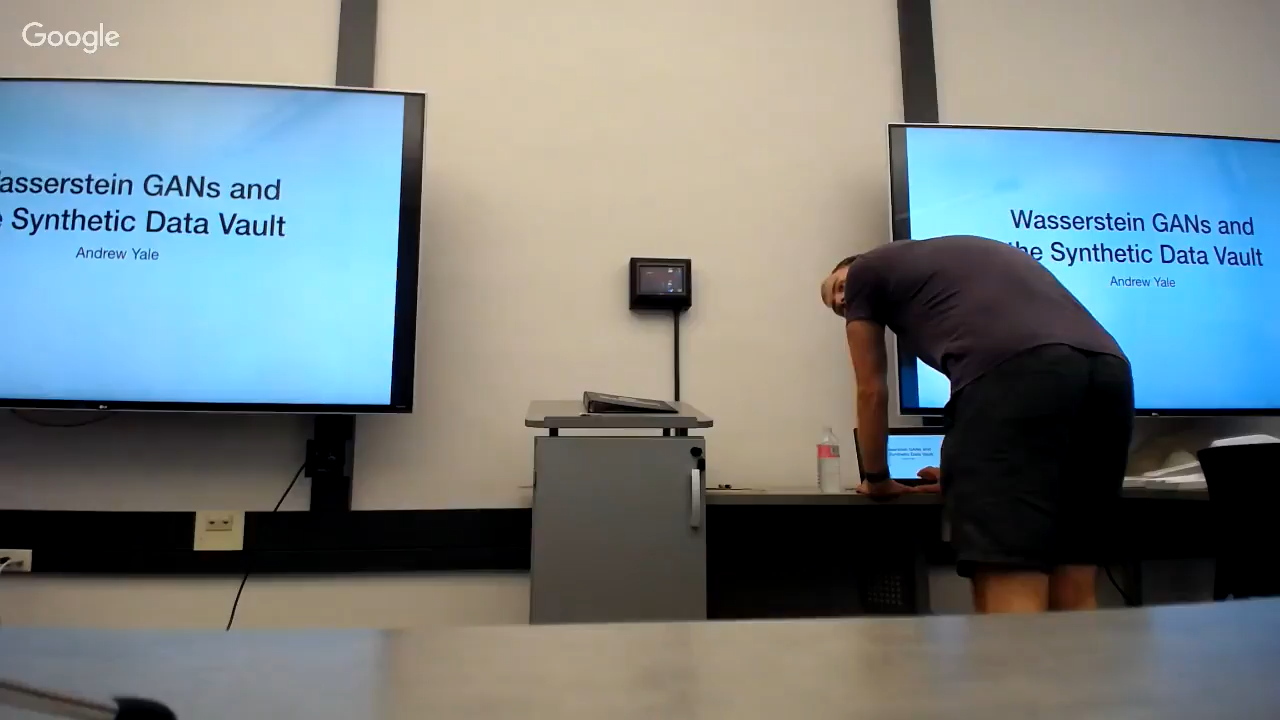 Google
asserstein GANs and
e Synthetic Data Vault
Andrew Yale
Wasserstein GANs and
the Synthetic Data Vault
Andrew Yale